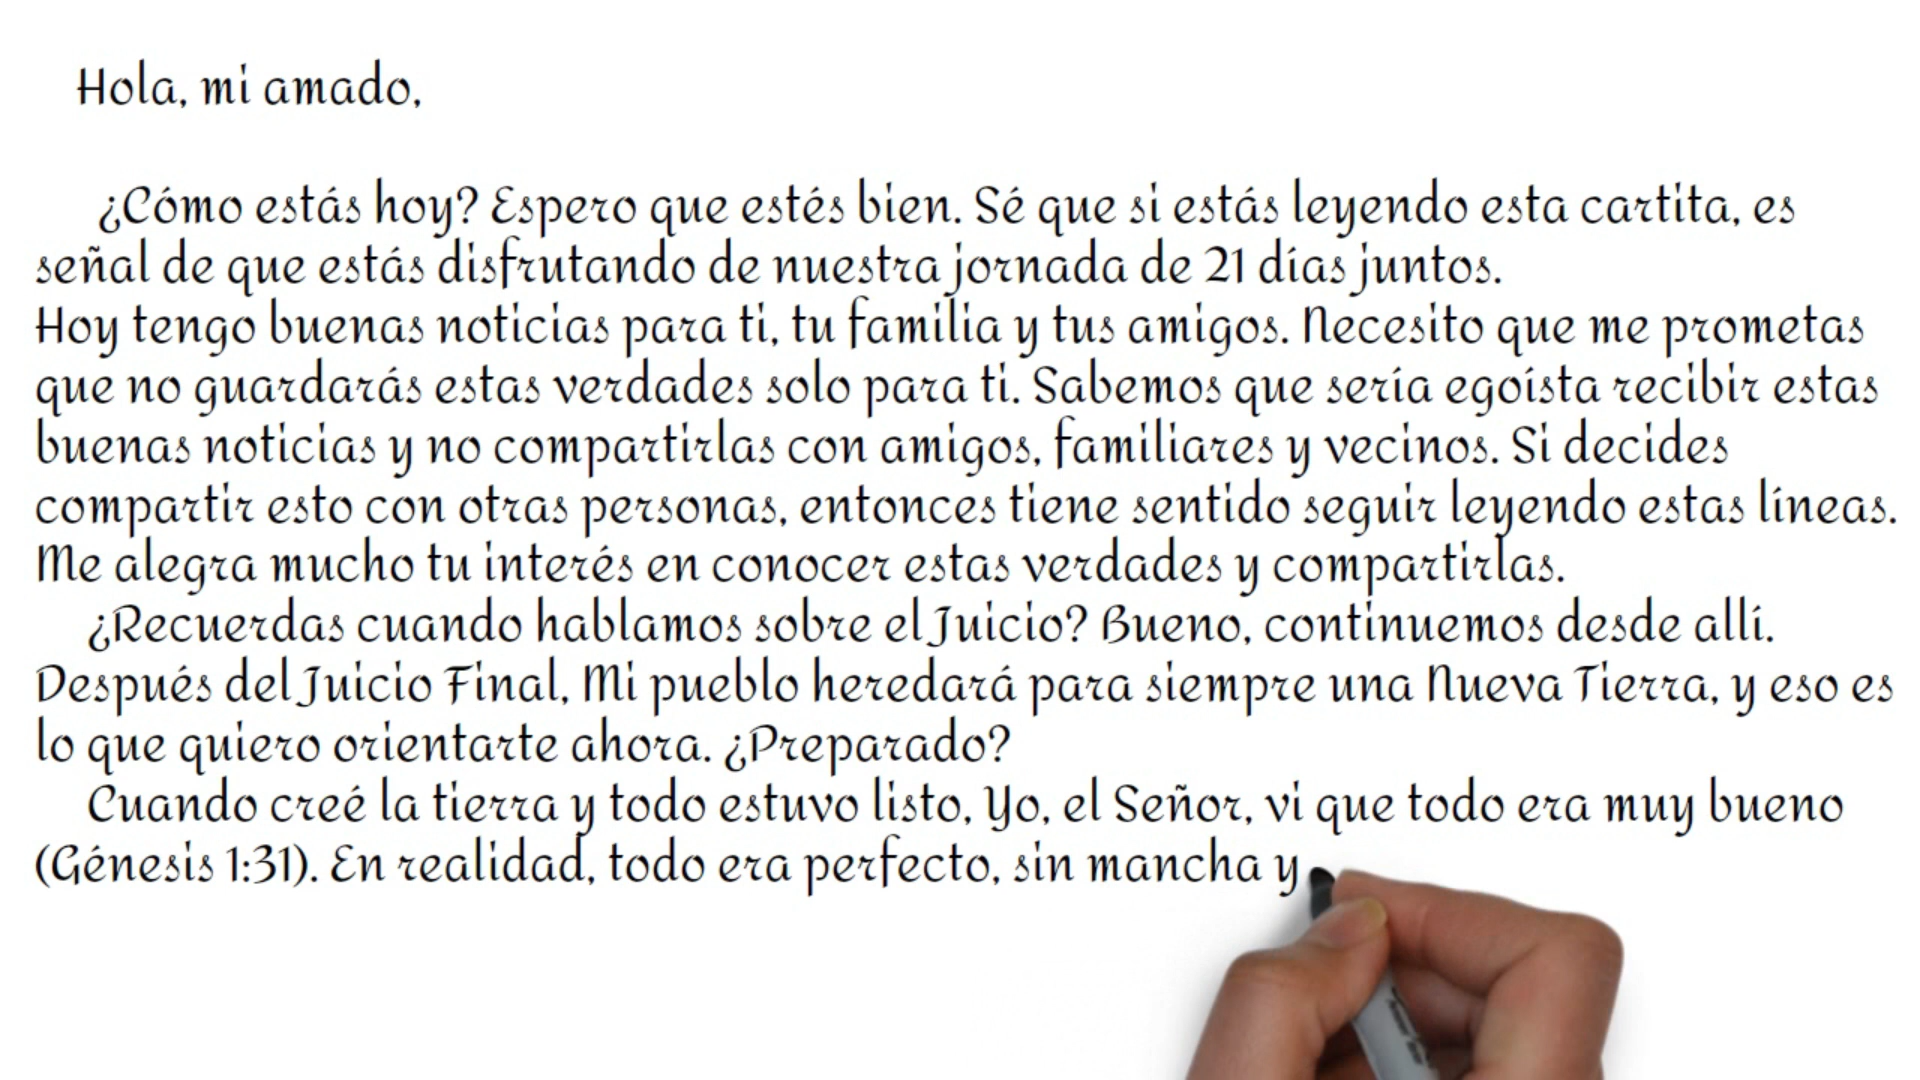 Hola, mi amado,
¿Cómo estás hoy? Espero que estés bien. Sé que si estás leyendo esta cartita, es
señal de que estás disfrutando de nuestra jornada de 21 días juntos.
Hoy tengo buenas noticias para ti, tu familia y tus amigos. Necesito que me prometas
que no guardarás estas verdades solo para ti. Sabemos que sería egoísta recibir estas
buenas noticias y no compartirlas con amigos, familiares y vecinos. Si decides
compartir esto con otras personas, entonces tiene sentido seguir leyendo estas líneas.
Me alegra mucho tu interés en conocer estas verdades y compartirlas.
¿Recuerdas cuando hablamos sobre el Juicio? Bueno, continuemos desde allí.
Después del Juicio Final, Mi pueblo heredará para siempre una Nueva Tierra, y eso es
lo que quiero orientarte ahora. ¿Preparado?
Cuando creé la tierra y todo estuvo listo, Yo, el Señor, vi que todo era muy bueno
(Génesis 1:31). En realidad, todo era perfecto, sin mancha y